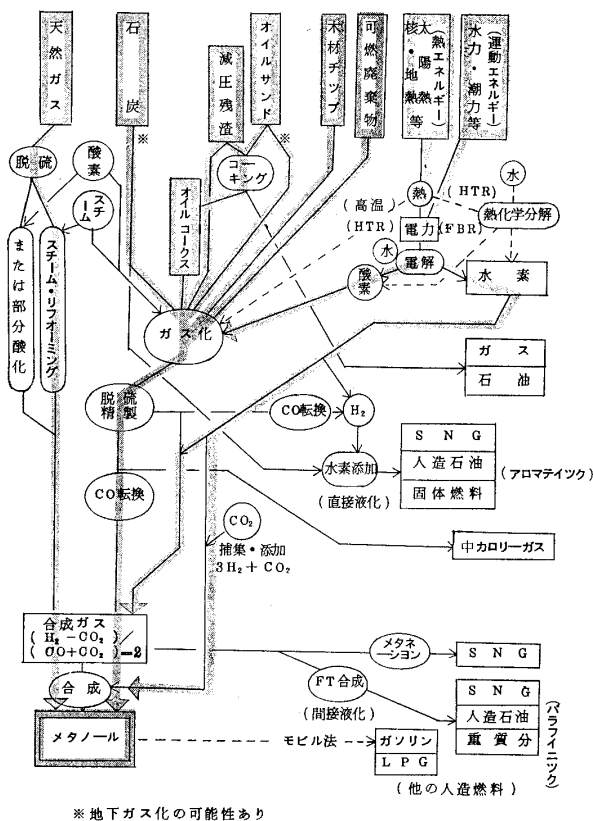 天然ガス
石炭
※
減圧残渣
オイルサンド
※
木材チップ
可燃廃棄物
核・太陽熱・地熱等
(熱エネルギー)
水力・潮力等
(運動エネルギー)
脱硫
酸素
スチーム
コーキング
オイルコークス
熱
(HTR)
水
(高温)
熱化学分解
(HTR)
電力
(FBR)
水
電解
酸素
水素
または部分酸化
スチーム・リフオーミング
ガス化
ガス
石油
脱硫
精製
CO転換
H₂
SNG
人造石油
固体燃料
(アロマテイツク)
水素添加
(直接液化)
CO転換
CO₂
捕集・添加
3H₂+CO₂
中カロリーガス
合成ガス
(H₂-CO₂)/
(CO+CO₂)=2
メタネーシヨン
SNG
合成
FT合成
(間接液化)
SNG
人造石油
重質分
(パラフイニツク)
メタノール
モビル法
ガソリン
LPG
(他の人造燃料)
※地下ガス化の可能性あり